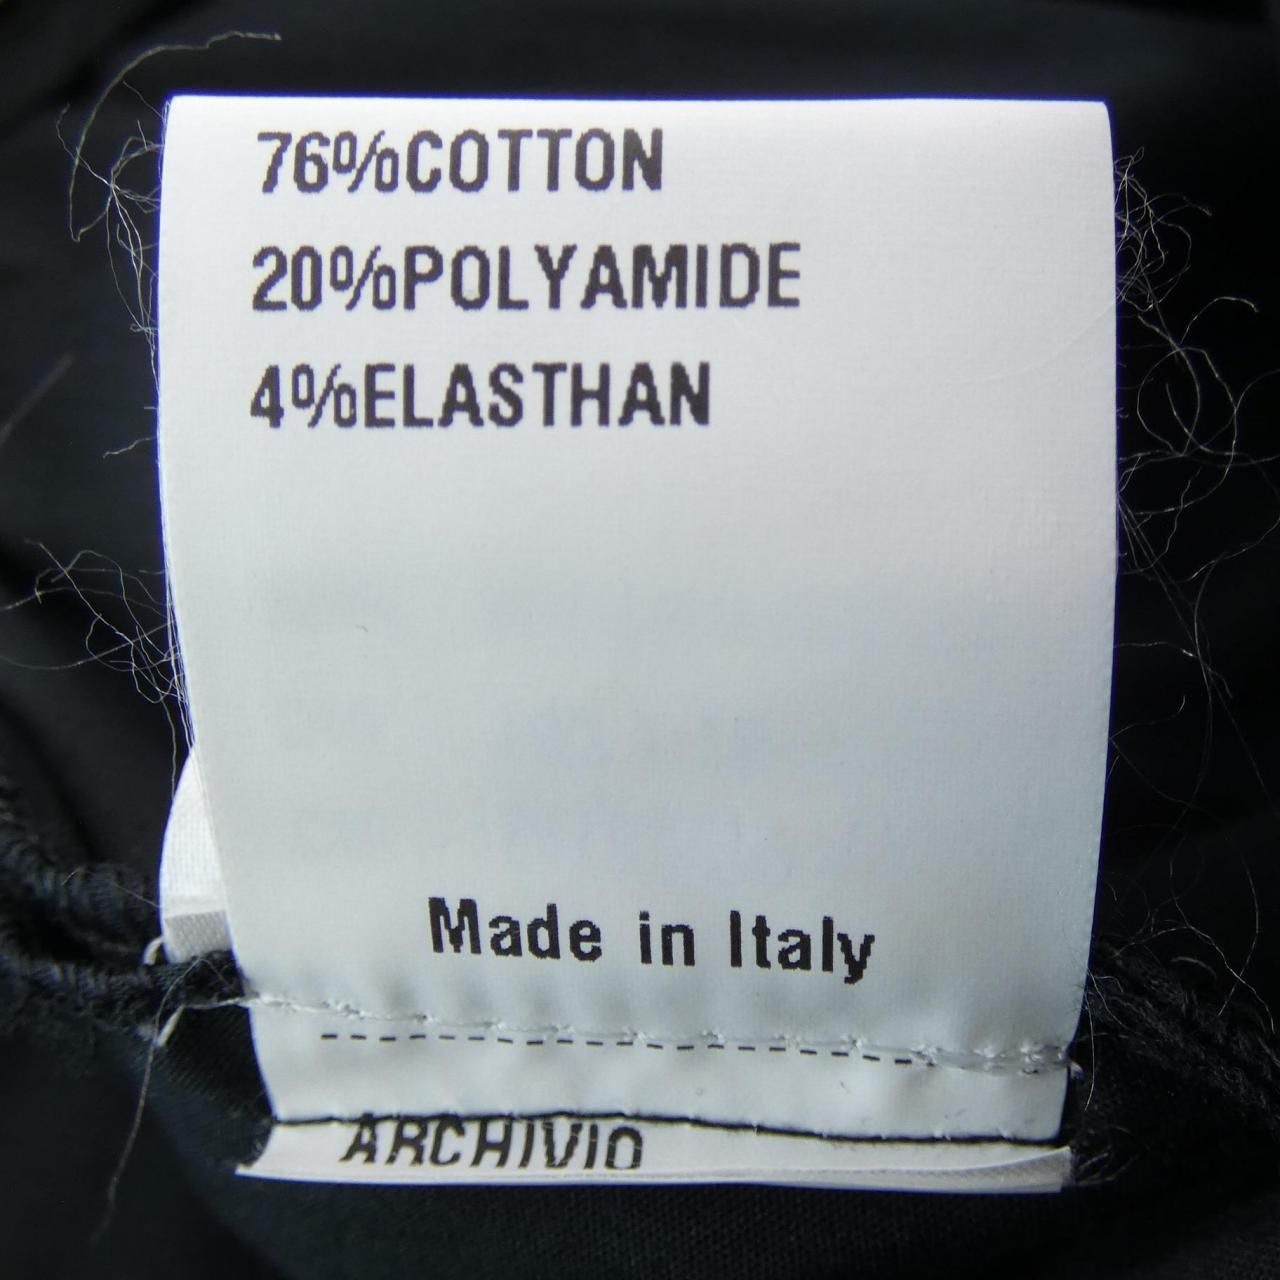 76%COTTON
20%POLYAMIDE
4%ELASTHAN
Made in Italy
ARCHIVIO